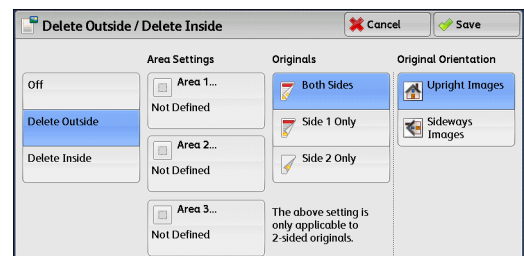 Delete Outside / Delete Inside
Cancel
Save
Area Settings
Originals
Original Orientation
Off
Delete Outside
Delete Inside
Area 1...
Not Defined
Area 2...
Not Defined
Area 3...
Not Defined
Both Sides
Side 1 Only
Side 2 Only
The above setting is
only applicable to
2-sided originals.
Upright Images
Sideways
Images